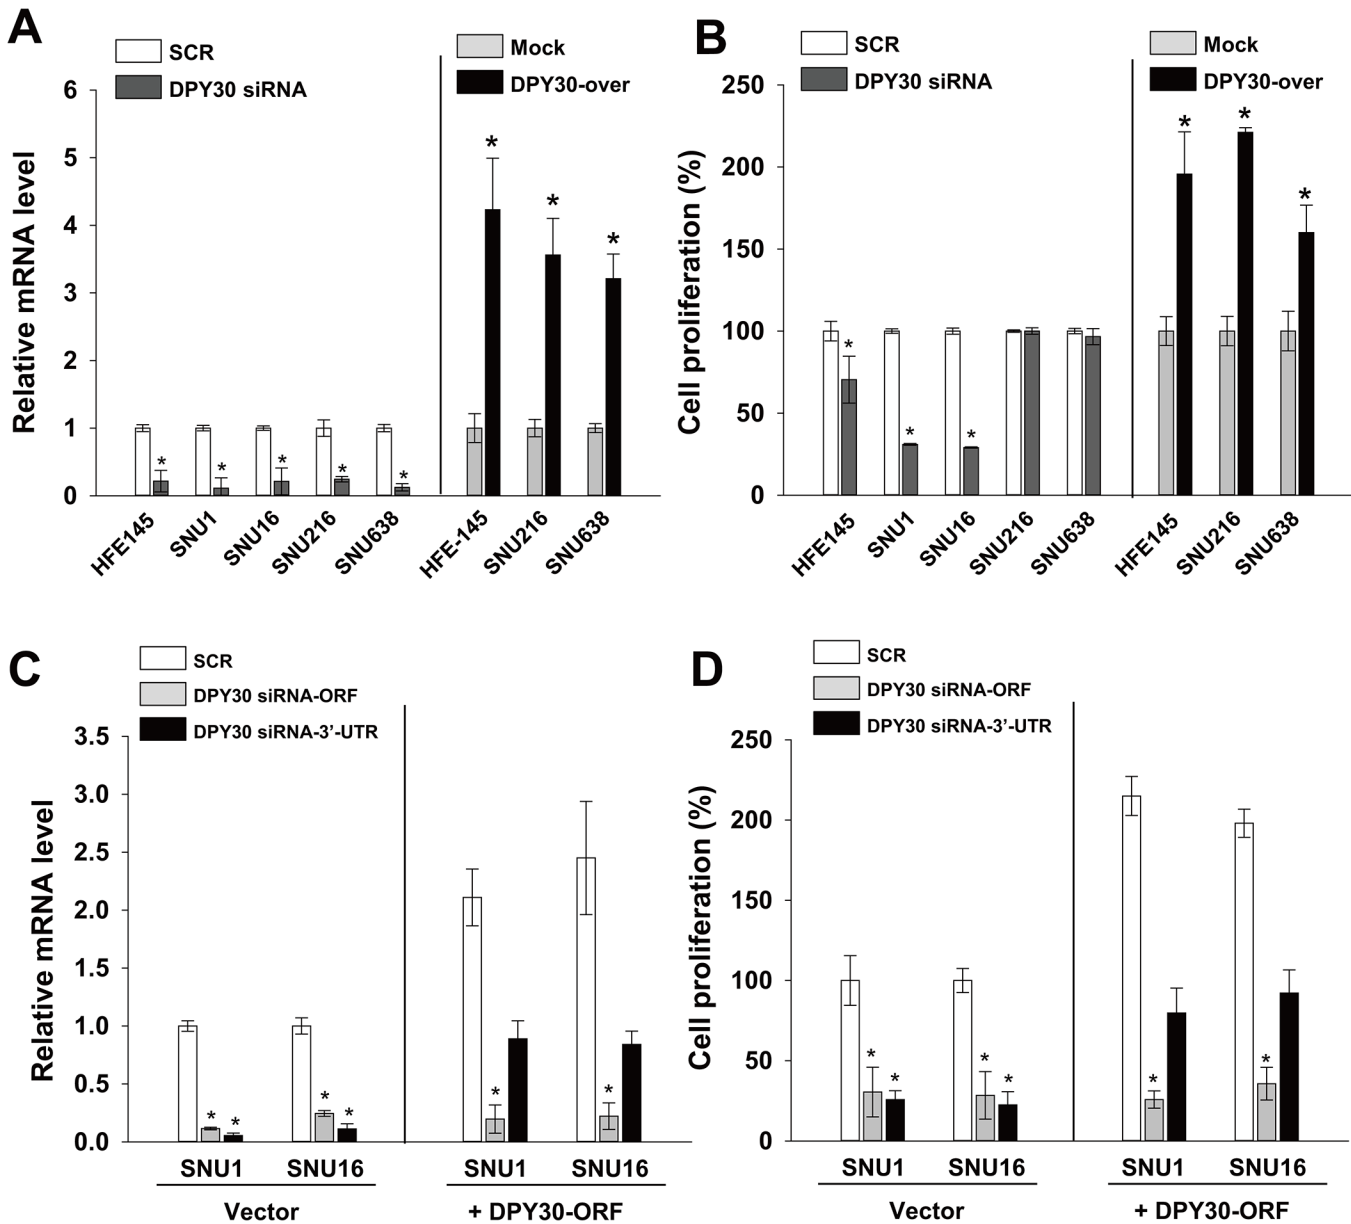 A
SCR
DPY30 siRNA
Mock
DPY30-over
Relative mRNA level
6
5
4
3
2
1
0
* * * * * * * *
HFE145 SNU1 SNU16 SNU216 SNU638 HFE-145 SNU216 SNU638
B
SCR
DPY30 siRNA
Mock
DPY30-over
Cell proliferation (%)
250
200
150
100
50
0
* * * * * *
HFE145 SNU1 SNU16 SNU216 SNU638 HFE145 SNU216 SNU638
C
SCR
DPY30 siRNA-ORF
DPY30 siRNA-3’-UTR
Relative mRNA level
3.5
3.0
2.5
2.0
1.5
1.0
0.5
0.0
* * * * * *
SNU1 SNU16 SNU1 SNU16
Vector + DPY30-ORF
D
SCR
DPY30 siRNA-ORF
DPY30 siRNA-3’-UTR
Cell proliferation (%)
250
200
150
100
50
0
* * * * * *
SNU1 SNU16 SNU1 SNU16
Vector + DPY30-ORF